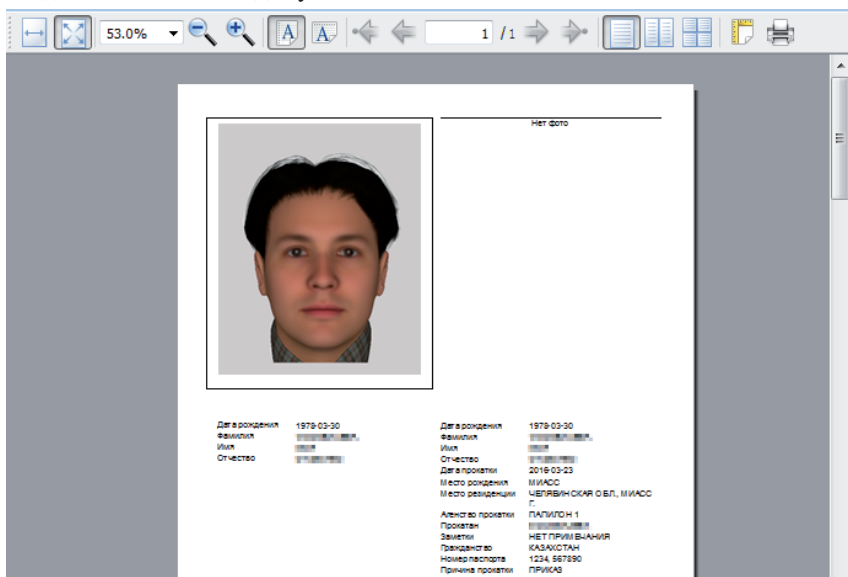 53.0%
A
A
1 / 1
Нет фото
Дата рождения 1978-03-30
Фамилия
Имя
Отчество
Дата рождения 1978-03-30
Фамилия
Имя
Отчество
Дата прокатки 2016-03-23
Место рождения МИАСС
Место резиденции ЧЕЛЯБИНСКАЯ ОБЛ., МИАСС
Г.
Агенство прокатки ПАПИЛОН 1
Прокатан
Заметки НЕТ ПРИМЕЧАНИЯ
Гражданство КАЗАХСТАН
Номер паспорта 1234, 567890
Причина прокатки ПРИКАЗ